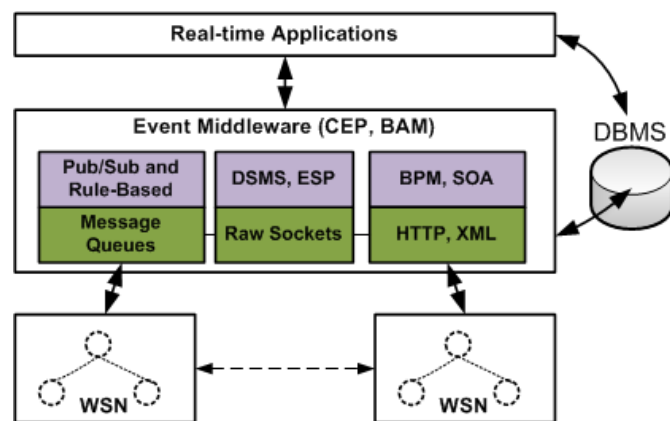 Real-time Applications
Event Middleware (CEP, BAM)
DBMS
Pub/Sub and
Rule-Based
DSMS, ESP
BPM, SOA
Message
Queues
Raw Sockets
HTTP, XML
WSN
WSN